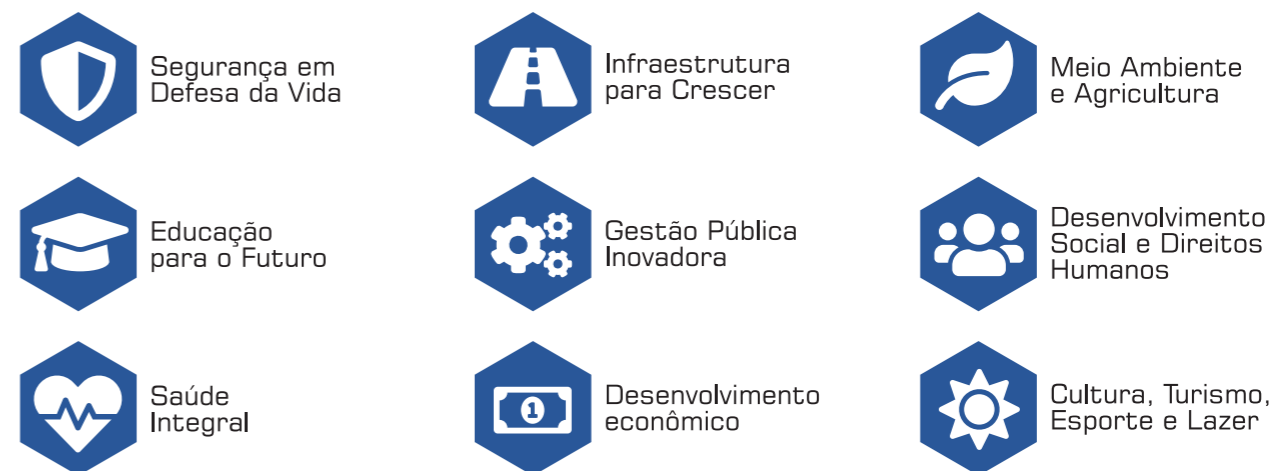 Segurança em
Defesa da Vida
Infraestrutura
para Crescer
Meio Ambiente
e Agricultura
Educação
para o Futuro
Gestão Pública
Inovadora
Desenvolvimento
Social e Direitos
Humanos
Saúde
Integral
1
Desenvolvimento
econômico
Cultura, Turismo,
Esporte e Lazer